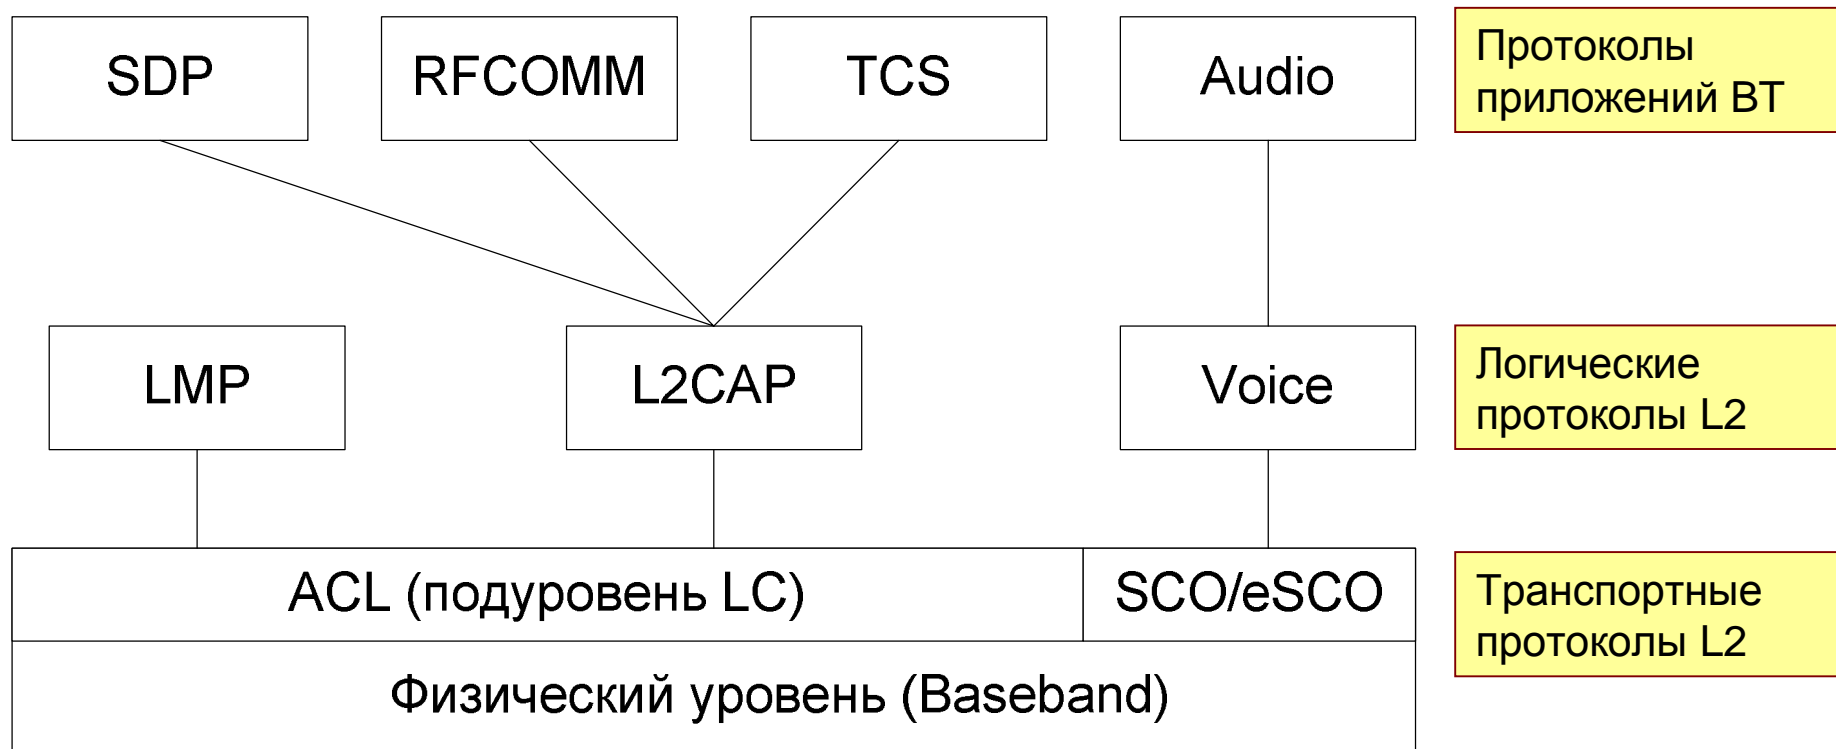 SDP
RFCOMM
TCS
Audio
Протоколы
приложений BT
LMP
L2CAP
Voice
Логические
протоколы L2
ACL (подуровень LC)
SCO/eSCO
Транспортные
протоколы L2
Физический уровень (Baseband)